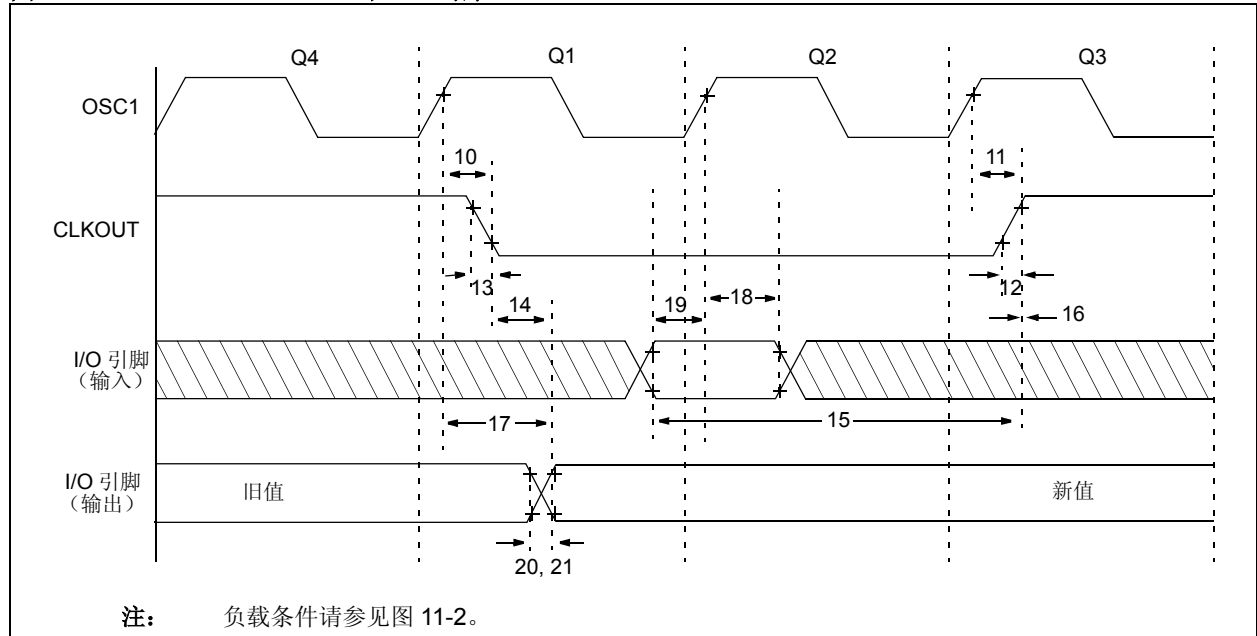 Q4
Q1
Q2
Q3
OSC1
10
11
CLKOUT
13
12
14
19
18
16
I/O 引脚
（输入）
17
15
I/O 引脚
（输出）
旧值
新值
20, 21
注： 负载条件请参见图 11-2。